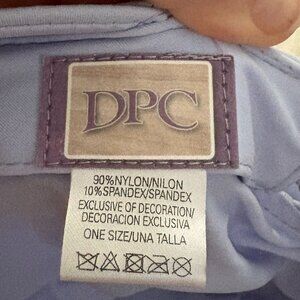 DPC
90%NYLON/NILON
10%SPANDEX/SPANDEX
EXCLUSIVE OF DECORATION/
DECORACION EXCLUSIVA
ONE SIZE/UNA TALLA